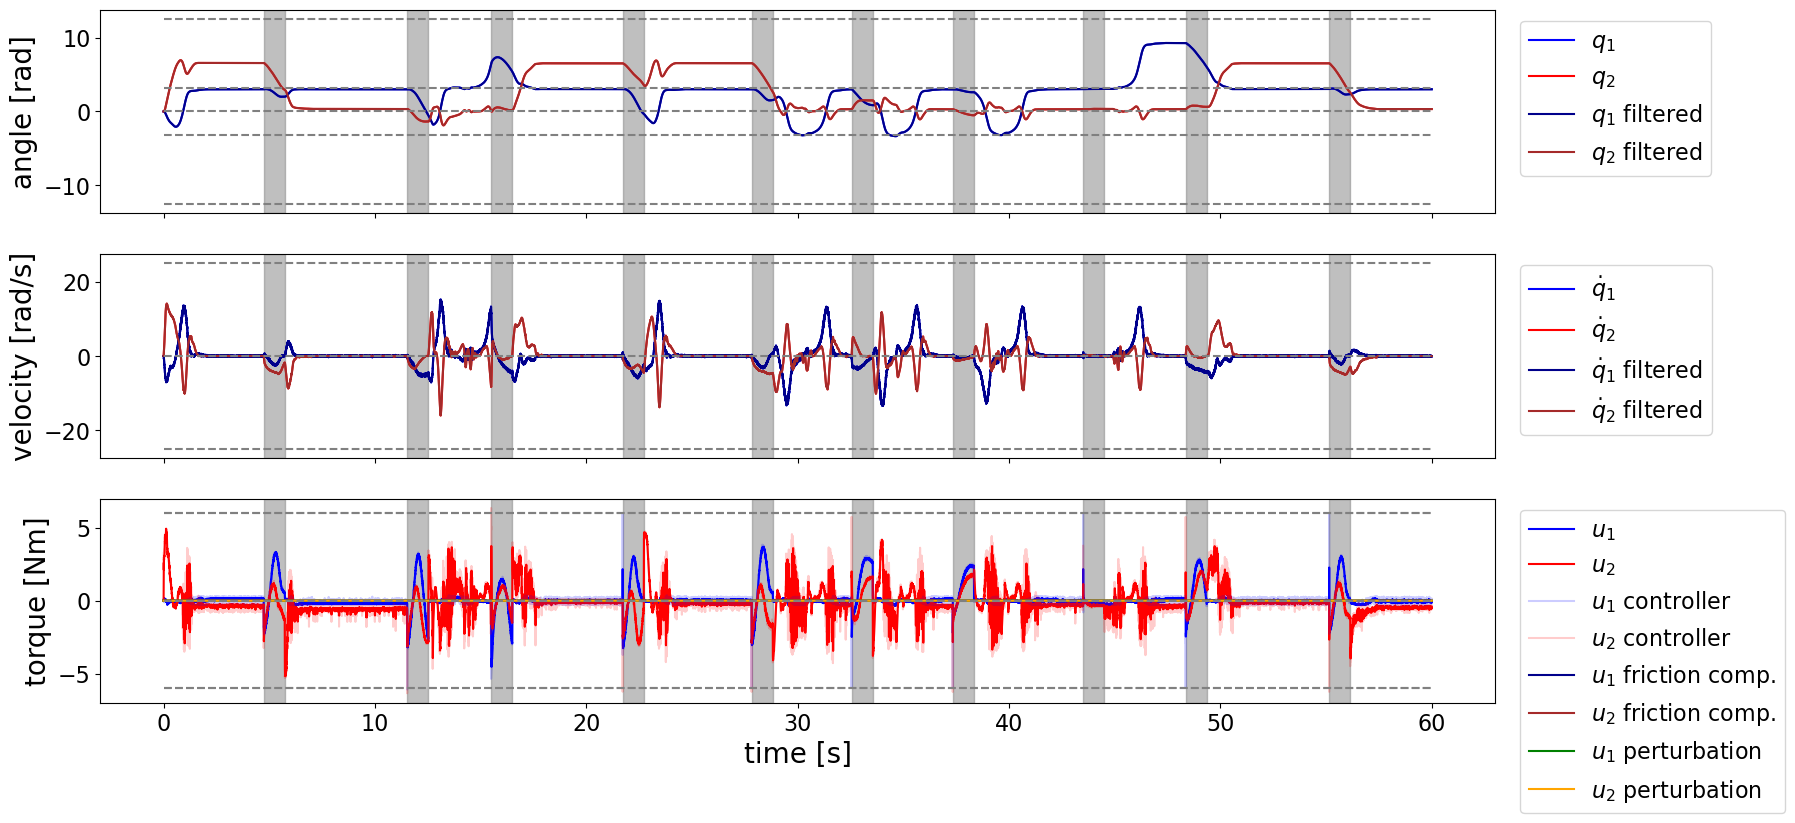 angle [rad]
10
0
−10
q₁
q₂
q₁ filtered
q₂ filtered
velocity [rad/s]
20
0
−20
q̇₁
q̇₂
q̇₁ filtered
q̇₂ filtered
torque [Nm]
5
0
−5
0 10 20 30 40 50 60
time [s]
u₁
u₂
u₁ controller
u₂ controller
u₁ friction comp.
u₂ friction comp.
u₁ perturbation
u₂ perturbation